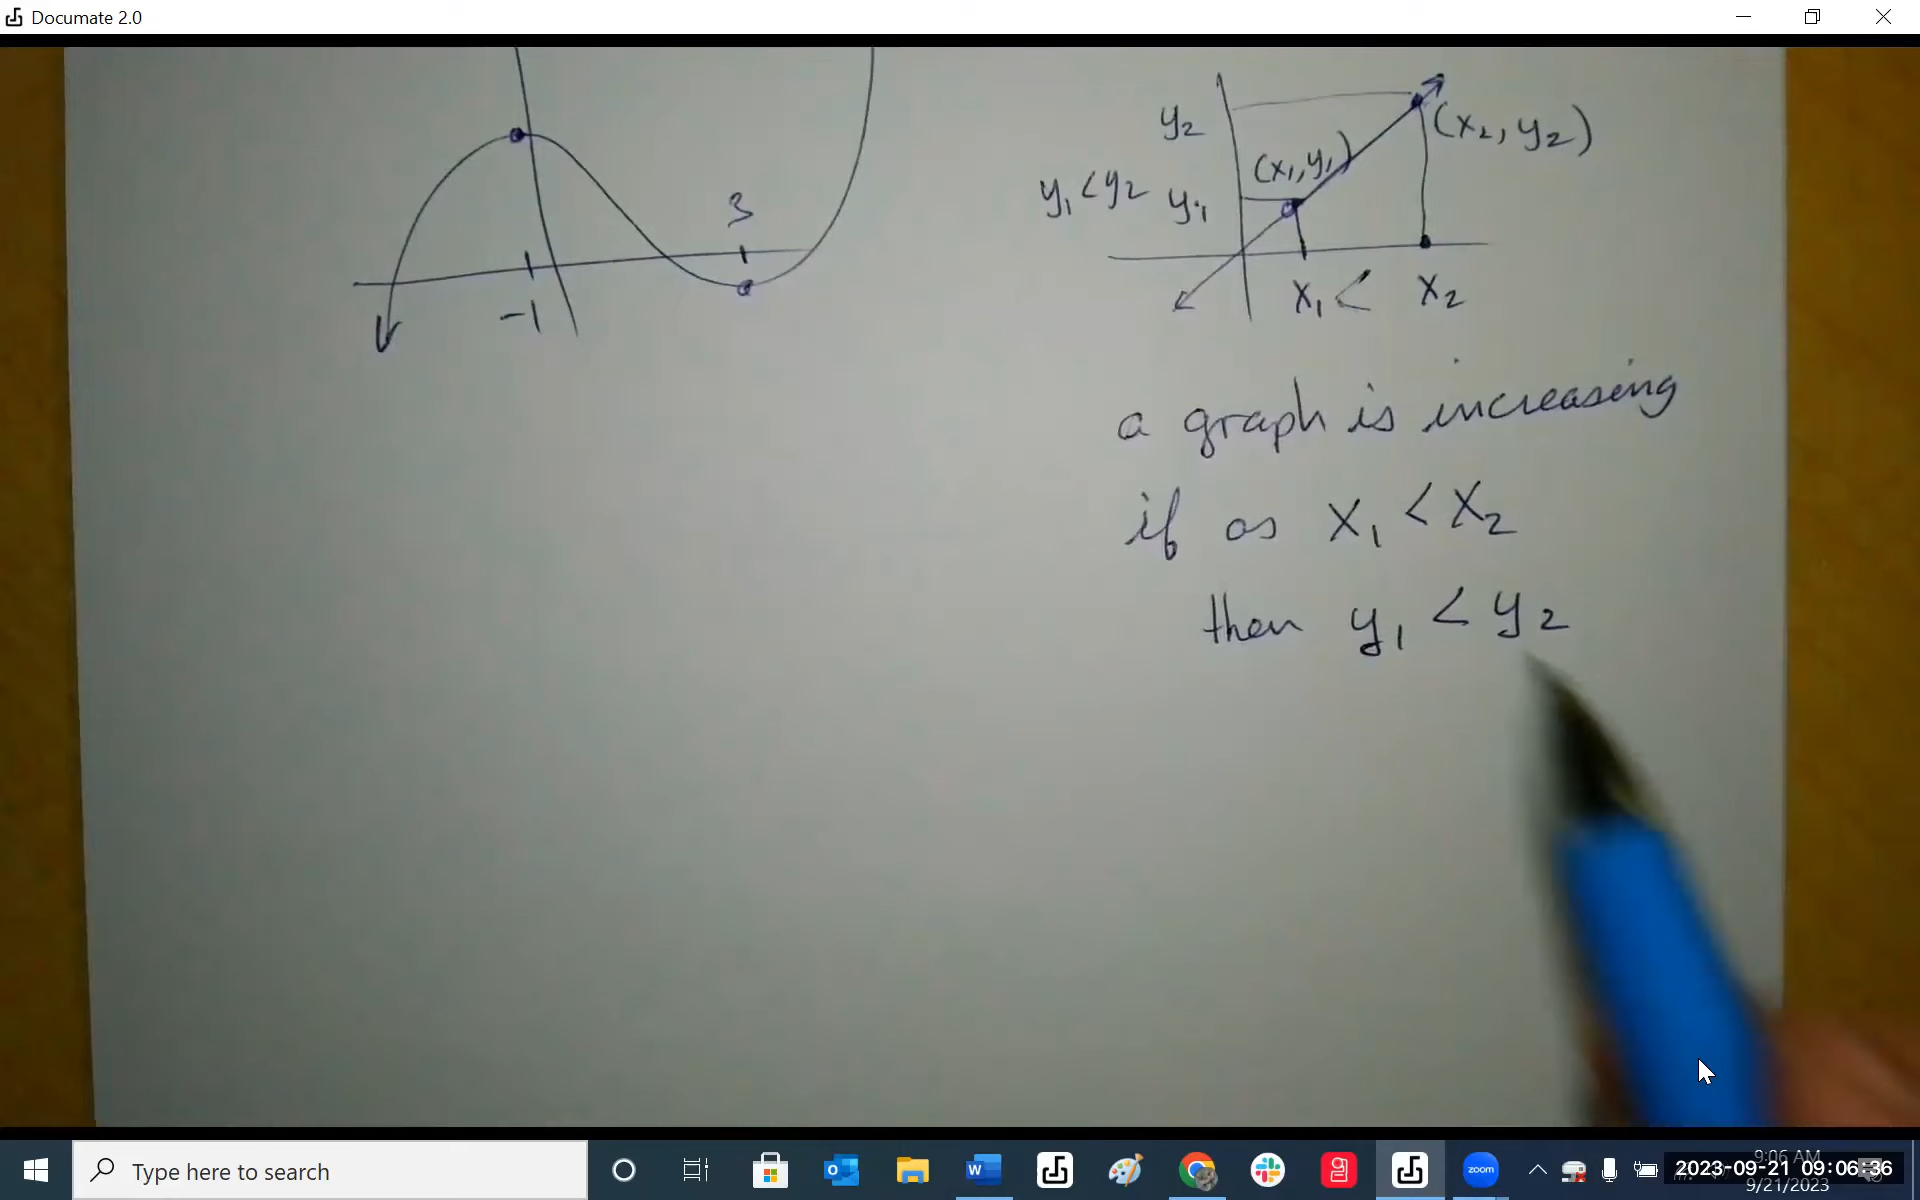 Documate 2.0
y₂
(x₂, y₂)
(x₁, y₁)
y₁ < y₂
y₁
3
-1
x₁ < x₂
a graph is increasing
if as x₁ < x₂
then y₁ < y₂
Type here to search
zoom
9:06 AM
2023-09-21 09:06:36
9/21/2023